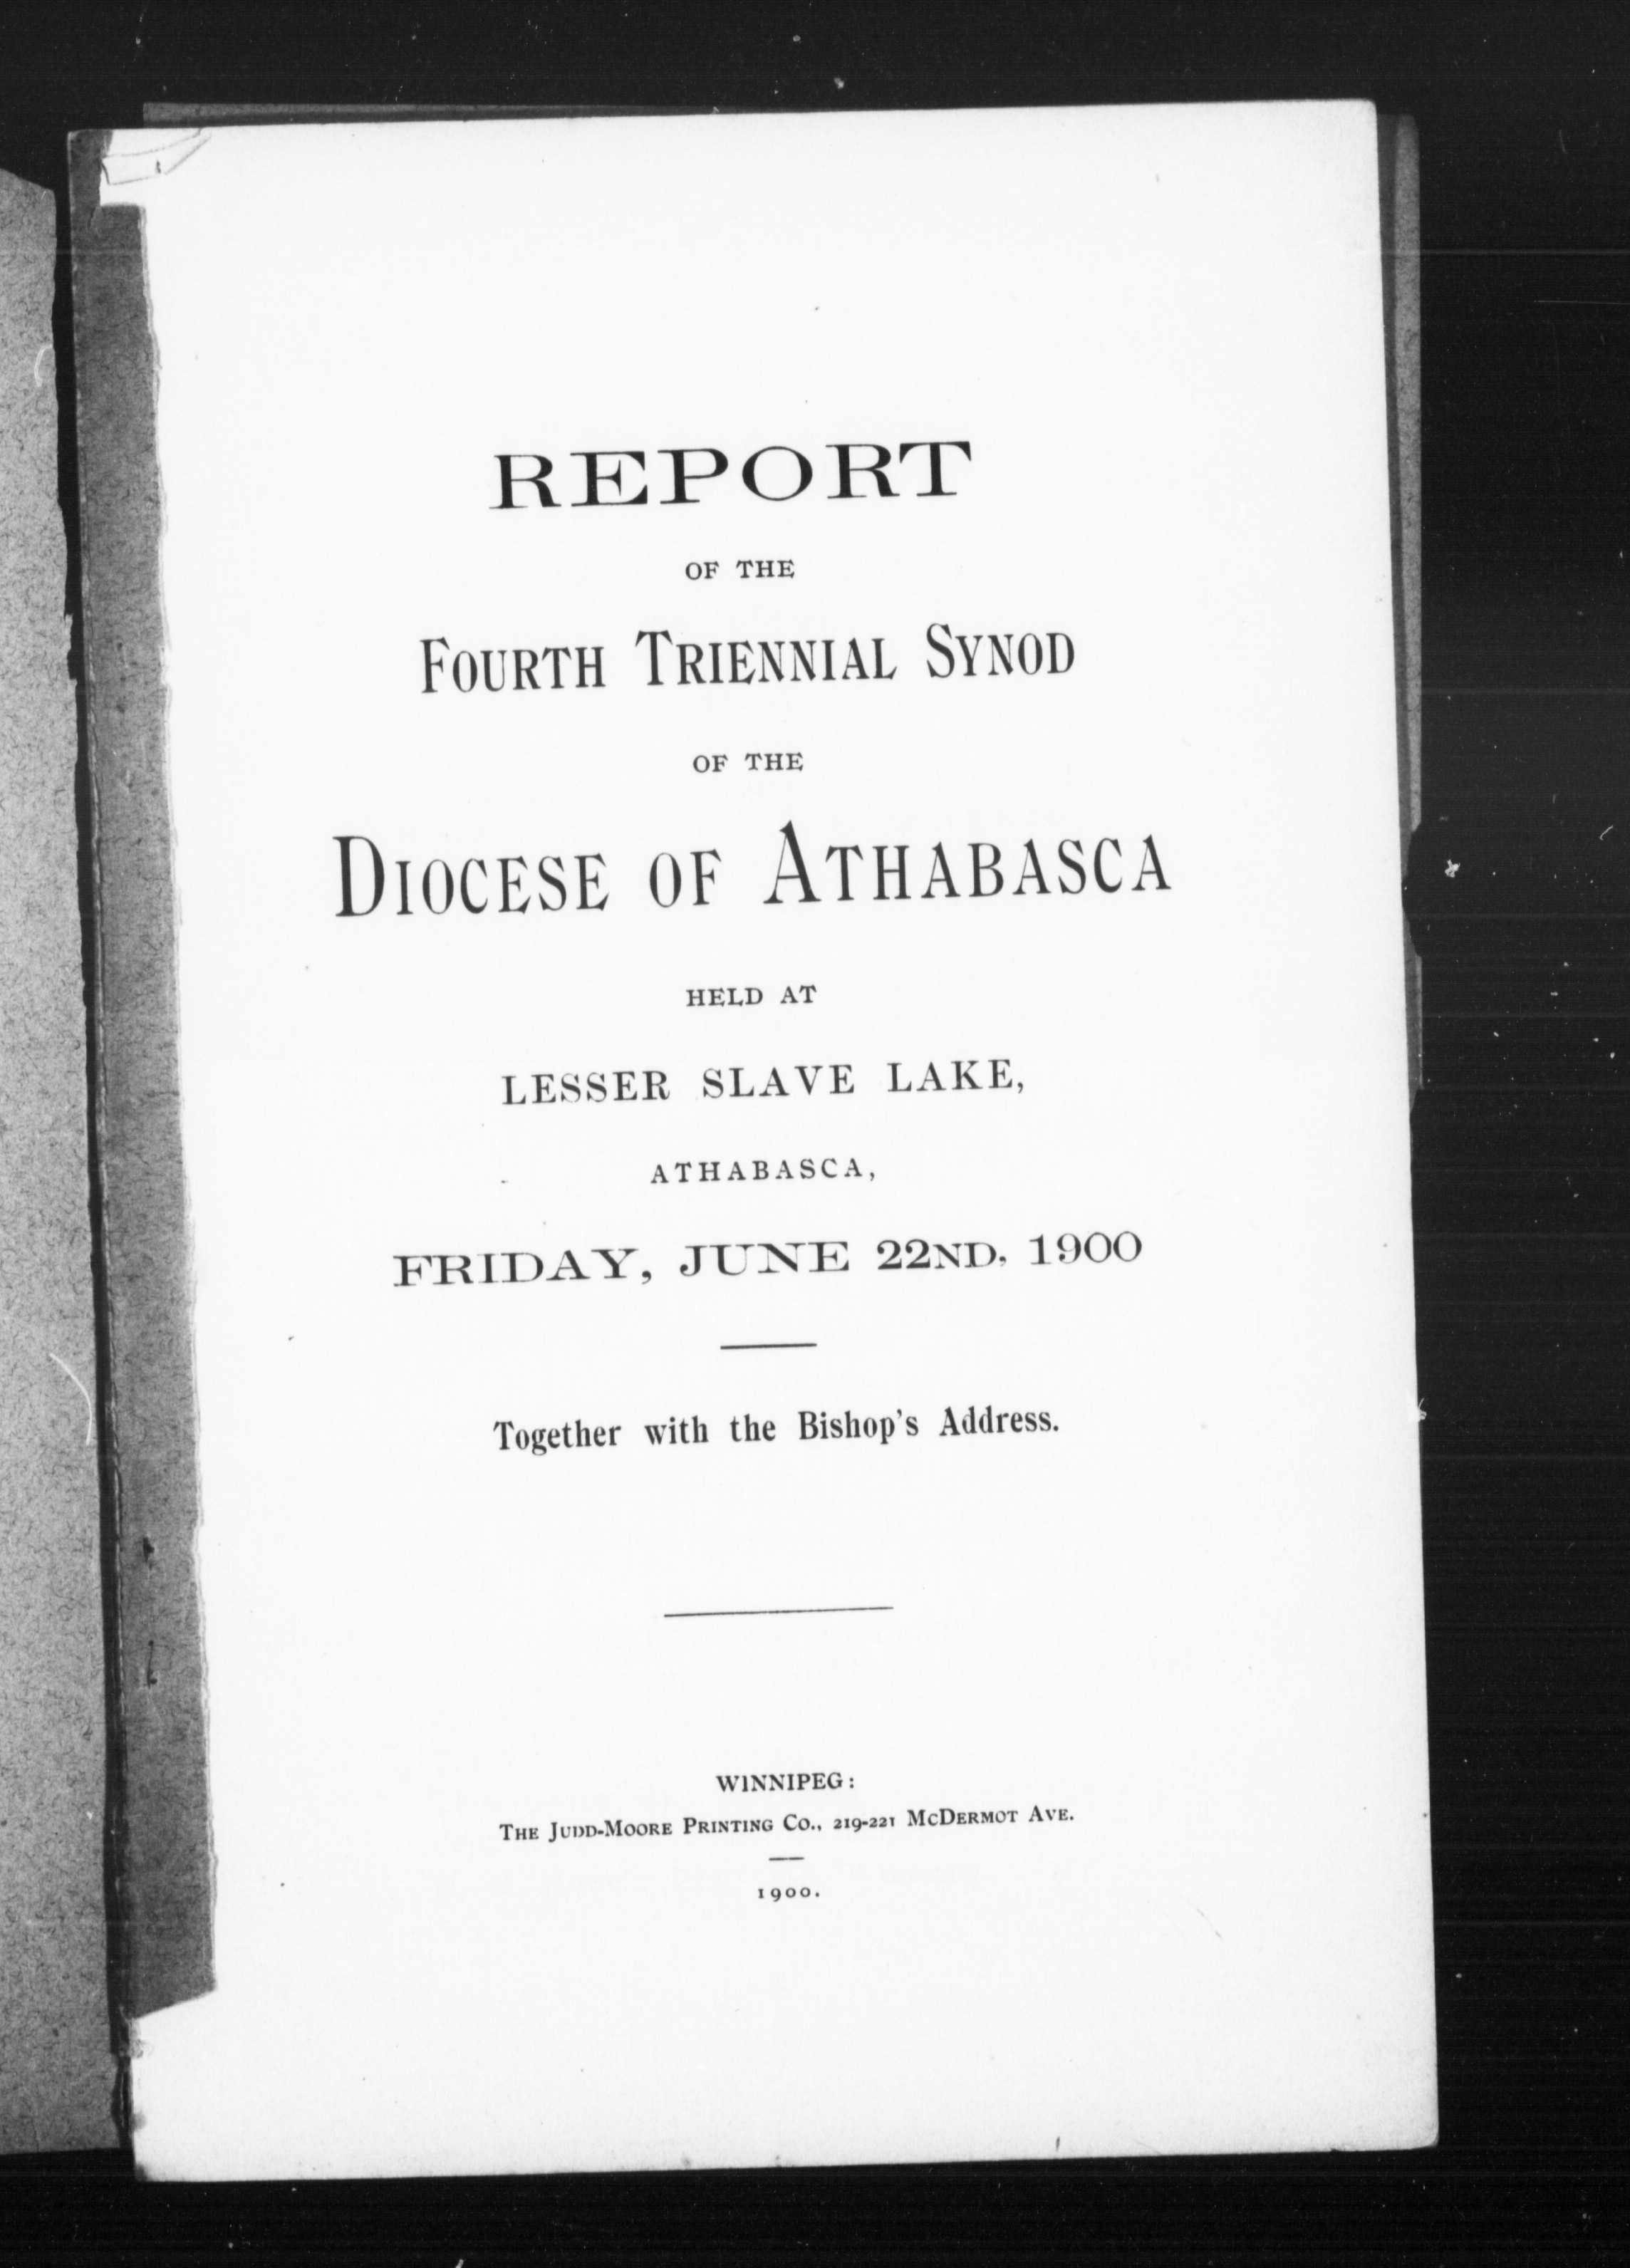 REPORT
OF THE
FOURTH TRIENNIAL SYNOD
OF THE
DIOCESE OF ATHABASCA
HELD AT
LESSER SLAVE LAKE,
ATHABASCA,
FRIDAY, JUNE 22ND, 1900
Together with the Bishop's Address.
WINNIPEG:
THE JUDD-MOORE PRINTING CO., 219-221 MCDERMOT AVE.
1900.